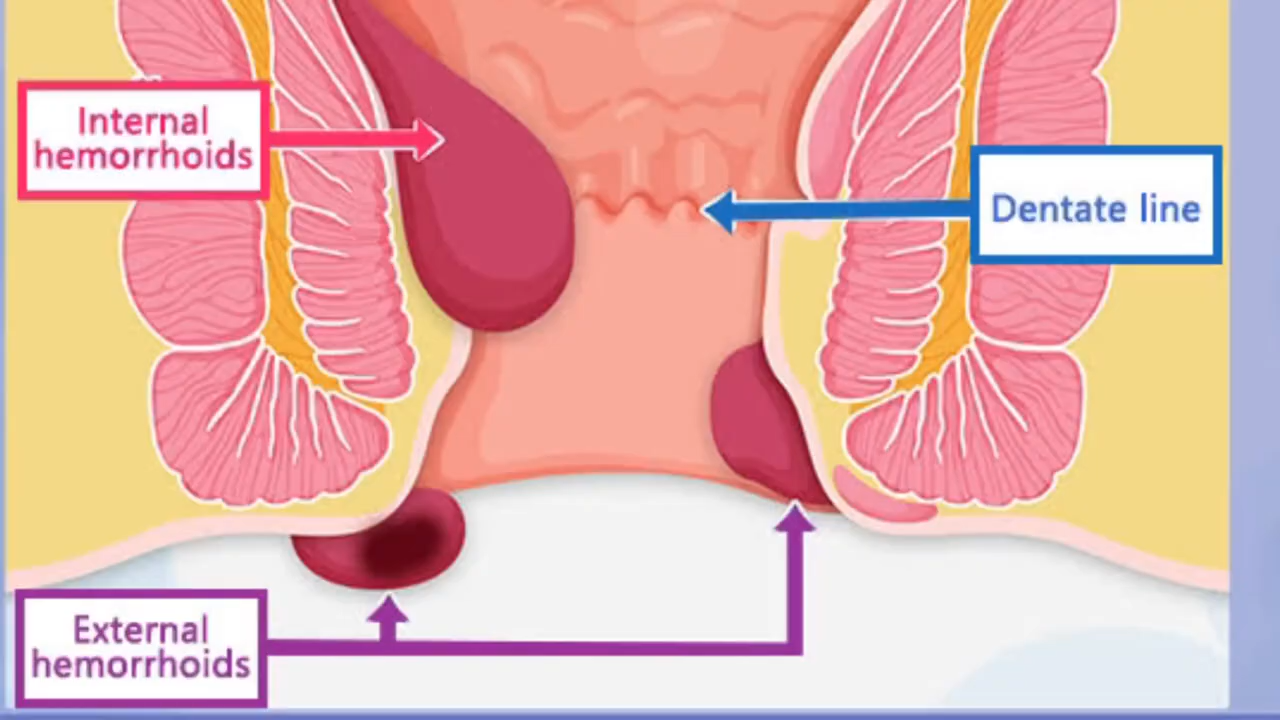 Internal
hemorrhoids
Dentate line
External
hemorrhoids